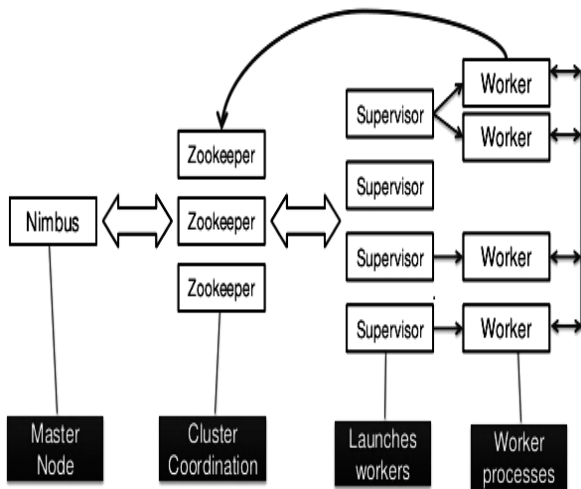 Worker
Supervisor
Worker
Zookeeper
Supervisor
Nimbus
Zookeeper
Supervisor
Worker
Zookeeper
Supervisor
Worker
Master
Node
Cluster
Coordination
Launches
workers
Worker
processes